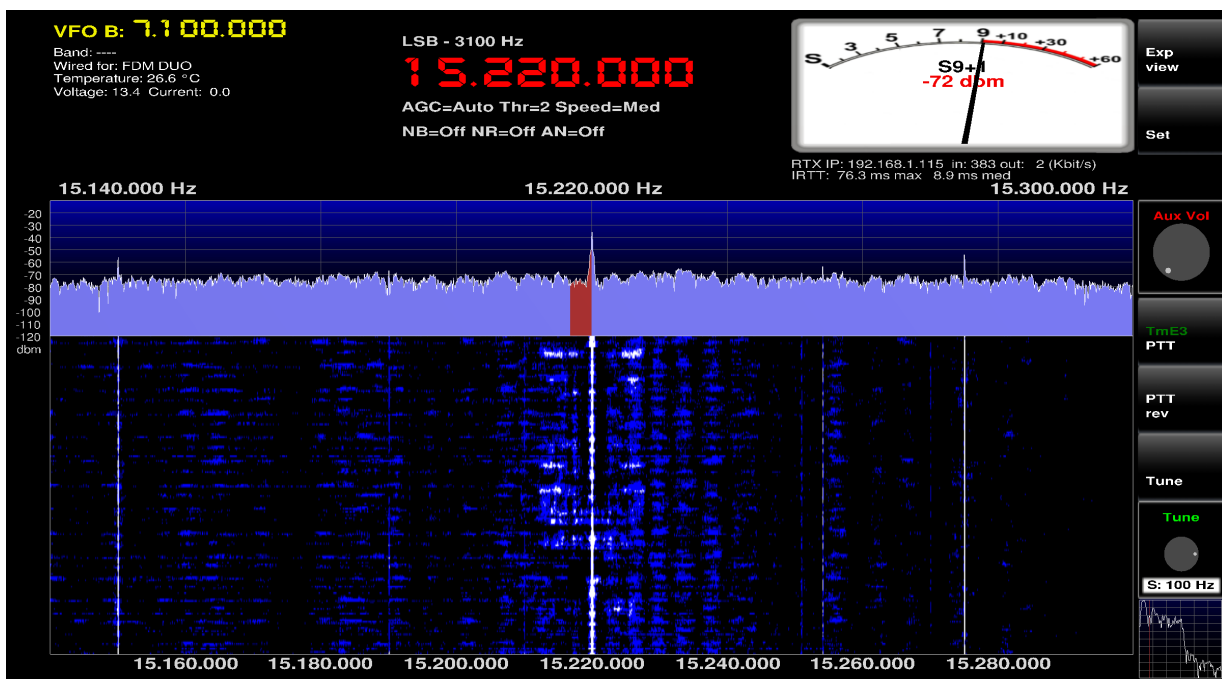 VFO B: 7.100.000
Band: ----
Wired for: FDM DUO
Temperature: 26.6 °C
Voltage: 13.4 Current: 0.0
LSB - 3100 Hz
15.220.000
AGC=Auto Thr=2 Speed=Med
NB=Off NR=Off AN=Off
S 3 5 7 9 +10 +30 +60
S9+1
-72 dbm
RTX IP: 192.168.1.115 in: 383 out: 2 (Kbit/s)
IRTT: 76.3 ms max 8.9 ms med
Exp
view
Set
15.140.000 Hz 15.220.000 Hz 15.300.000 Hz
-20
-30
-40
-50
-60
-70
-80
-90
-100
-110
-120
dbm
Aux Vol
TmE3
PTT
PTT
rev
Tune
Tune
S: 100 Hz
15.160.000 15.180.000 15.200.000 15.220.000 15.240.000 15.260.000 15.280.000